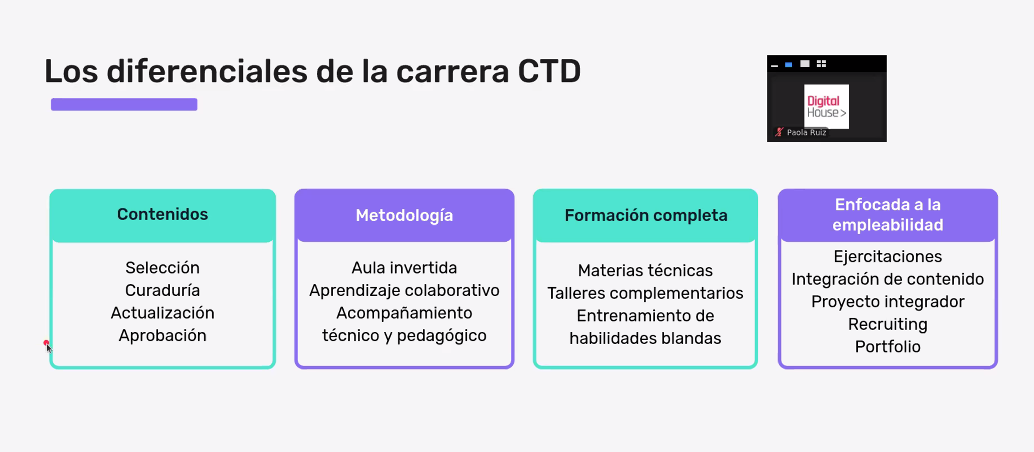 Los diferenciales de la carrera CTD
Digital
House>
Paola Ruiz
Contenidos
Selección
Curaduría
Actualización
Aprobación
Metodología
Aula invertida
Aprendizaje colaborativo
Acompañamiento
técnico y pedagógico
Formación completa
Materias técnicas
Talleres complementarios
Entrenamiento de
habilidades blandas
Enfocada a la
empleabilidad
Ejercitaciones
Integración de contenido
Proyecto integrador
Recruiting
Portfolio